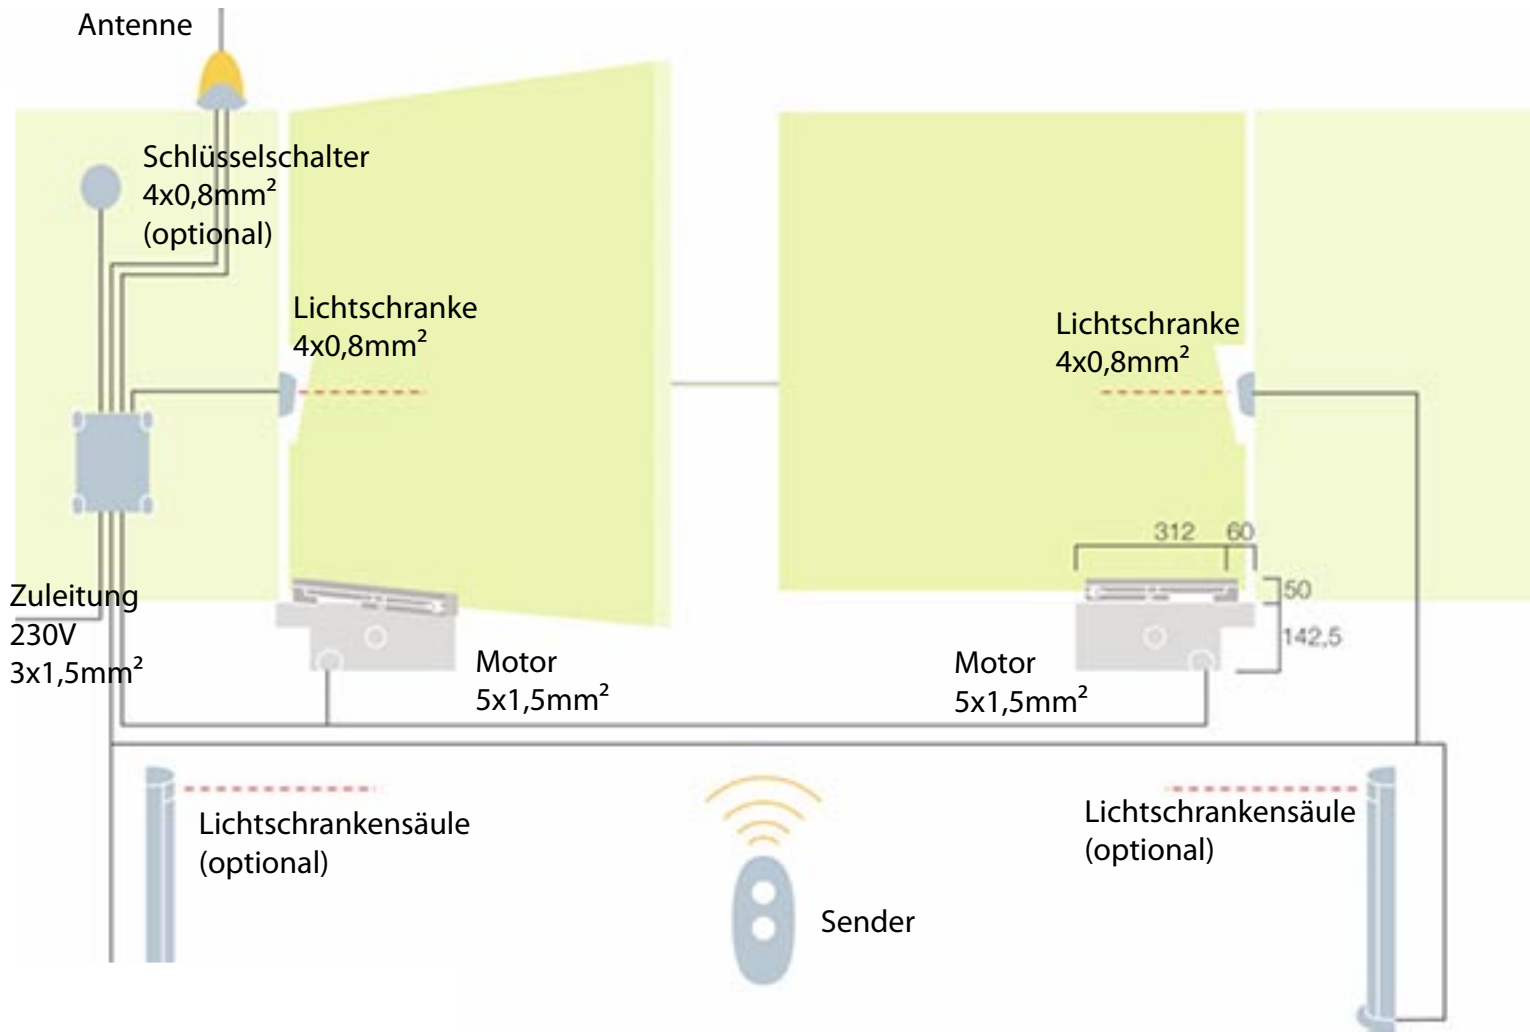 Antenne
Schlüsselschalter
4x0,8mm²
(optional)
Lichtschranke
4x0,8mm²
Lichtschranke
4x0,8mm²
312 60
50
142,5
Zuleitung
230V
3x1,5mm²
Motor
5x1,5mm²
Motor
5x1,5mm²
Lichtschrankensäule
(optional)
Lichtschrankensäule
(optional)
Sender